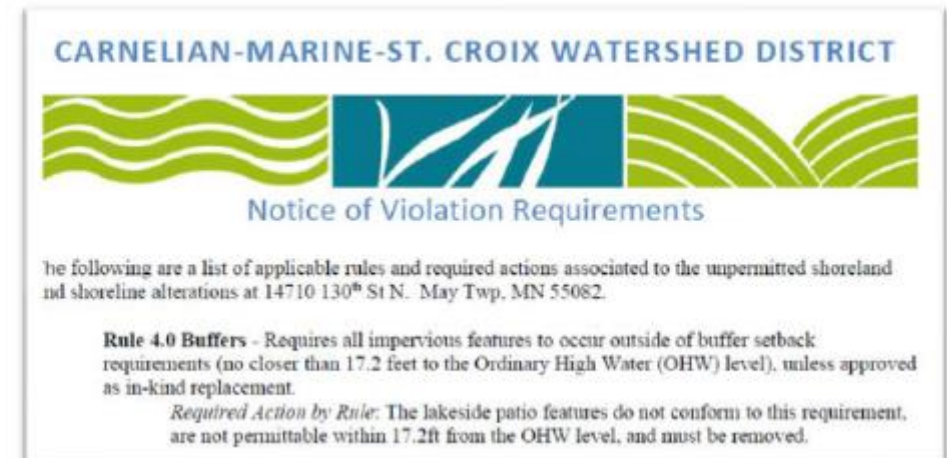 CARNELIAN-MARINE-ST. CROIX WATERSHED DISTRICT
Notice of Violation Requirements
he following are a list of applicable rules and required actions associated to the unpermitted shoreland
nd shoreline alterations at 14710 130th St N. May Twp, MN 55082.
Rule 4.0 Buffers - Requires all impervious features to occur outside of buffer setback
requirements (no closer than 17.2 feet to the Ordinary High Water (OHW) level), unless approved
as in-kind replacement.
Required Action by Rule: The lakeside patio features do not conform to this requirement,
are not permittable within 17.2ft from the OHW level, and must be removed.